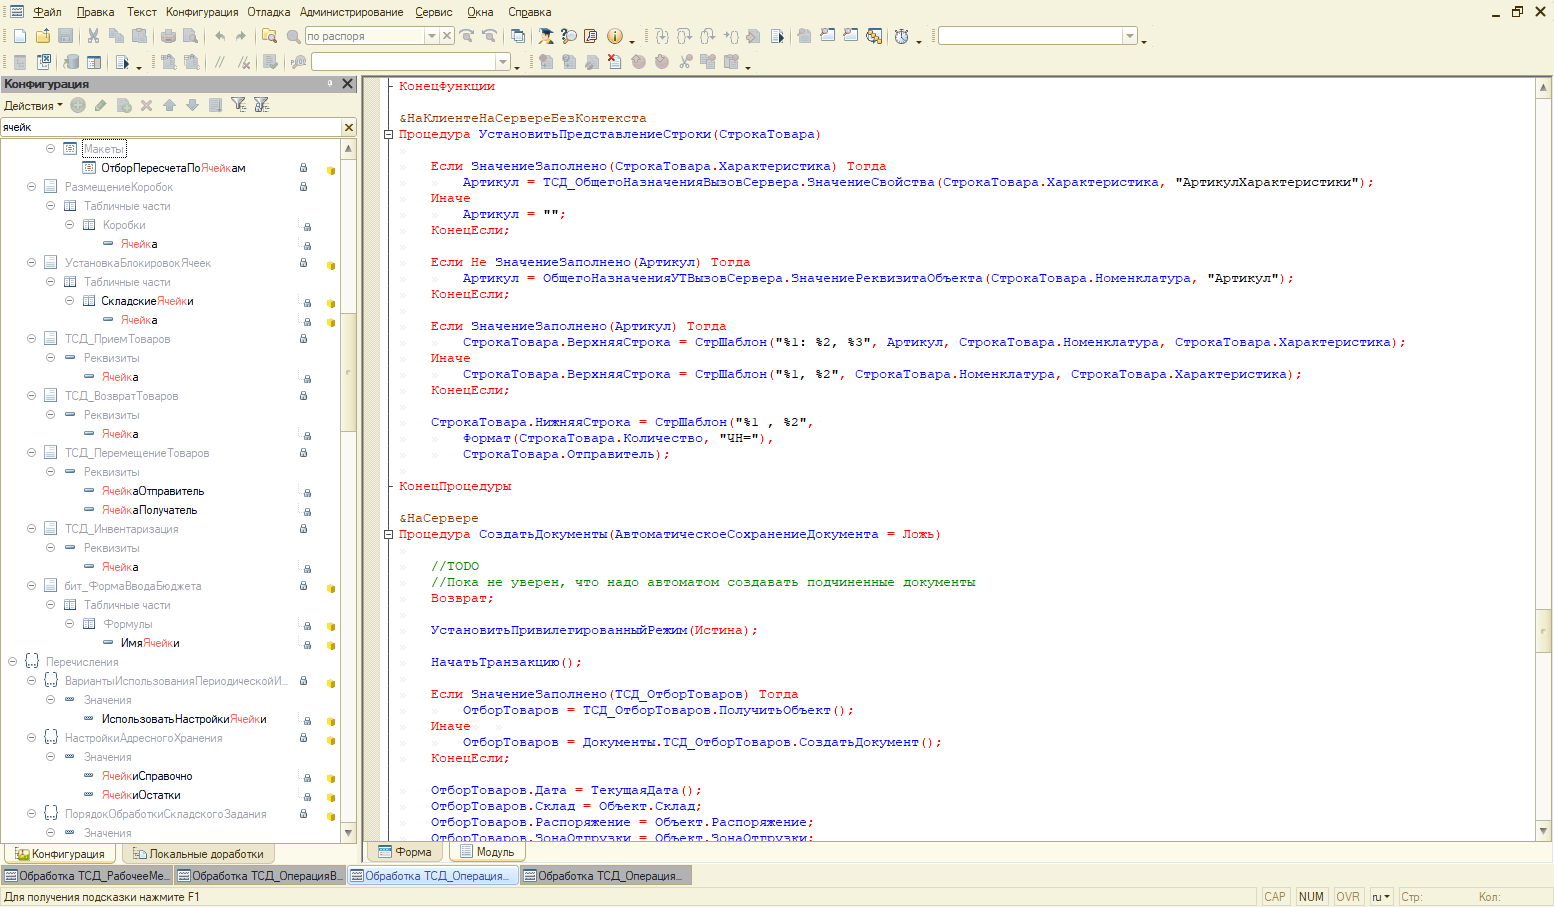 Файл Правка Текст Конфигурация Отладка Администрирование Сервис Окна Справка
по распоря
Конфигурация
Действия
ячейк
Макеты
ОтборПересчетаПоЯчейкам
РазмещениеКоробок
Табличные части
Коробки
Ячейка
УстановкаБлокировокЯчеек
Табличные части
СкладскиеЯчейки
Ячейка
ТСД_ПриемТоваров
Реквизиты
Ячейка
ТСД_ВозвратТоваров
Реквизиты
Ячейка
ТСД_ПеремещениеТоваров
Реквизиты
ЯчейкаОтправитель
ЯчейкаПолучатель
ТСД_Инвентаризация
Реквизиты
Ячейка
бит_ФормаВводаБюджета
Табличные части
Формулы
ИмяЯчейки
Перечисления
ВариантыИспользованияПериодическойИ...
Значения
ИспользоватьНастройкиЯчейки
НастройкиАдресногоХранения
Значения
ЯчейкиСправочно
ЯчейкиОстатки
ПорядокОбработкиСкладскогоЗадания
Значения
Конфигурация Локальные доработки
КонецФункции
&НаКлиентеНаСервереБезКонтекста
Процедура УстановитьПредставлениеСтроки(СтрокаТовара)
Если ЗначениеЗаполнено(СтрокаТовара.Характеристика) Тогда
Артикул = ТСД_ОбщегоНазначенияВызовСервера.ЗначениеСвойства(СтрокаТовара.Характеристика, "АртикулХарактеристики");
Иначе
Артикул = "";
КонецЕсли;
Если Не ЗначениеЗаполнено(Артикул) Тогда
Артикул = ОбщегоНазначенияУТВызовСервера.ЗначениеРеквизитаОбъекта(СтрокаТовара.Номенклатура, "Артикул");
КонецЕсли;
Если ЗначениеЗаполнено(Артикул) Тогда
СтрокаТовара.ВерхняяСтрока = СтрШаблон("%1: %2, %3", Артикул, СтрокаТовара.Номенклатура, СтрокаТовара.Характеристика);
Иначе
СтрокаТовара.ВерхняяСтрока = СтрШаблон("%1, %2", СтрокаТовара.Номенклатура, СтрокаТовара.Характеристика);
КонецЕсли;
СтрокаТовара.НижняяСтрока = СтрШаблон("%1 , %2",
Формат(СтрокаТовара.Количество, "ЧН="),
СтрокаТовара.Отправитель);
КонецПроцедуры
&НаСервере
Процедура СоздатьДокументы(АвтоматическоеСохранениеДокумента = Ложь)
//TODO
//Пока не уверен, что надо автоматом создавать подчиненные документы
Возврат;
УстановитьПривилегированныйРежим(Истина);
НачатьТранзакцию();
Если ЗначениеЗаполнено(ТСД_ОтборТоваров) Тогда
ОтборТоваров = ТСД_ОтборТоваров.ПолучитьОбъект();
Иначе
ОтборТоваров = Документы.ТСД_ОтборТоваров.СоздатьДокумент();
КонецЕсли;
ОтборТоваров.Дата = ТекущаяДата();
ОтборТоваров.Склад = Объект.Склад;
ОтборТоваров.Распоряжение = Объект.Распоряжение;
ОтборТоваров.ЗонаОтгрузки = Объект.ЗонаОтгрузки;
Форма Модуль
Обработка ТСД_РабочееМе... Обработка ТСД_ОперацияВ... Обработка ТСД_Операция... Обработка ТСД_Операция...
Для получения подсказки нажмите F1 CAP NUM OVR ru Стр: Кол: